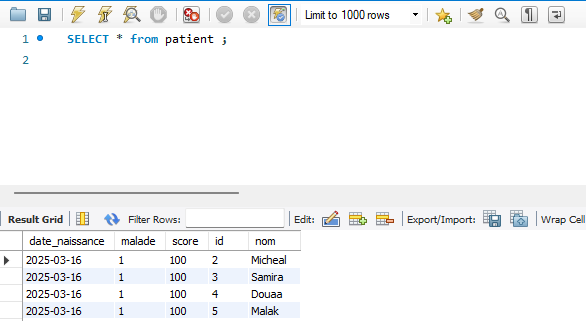 Limit to 1000 rows
1 SELECT * from patient ;
2
Result Grid Filter Rows: Edit: Export/Import: Wrap Cell
date_naissance malade score id nom
2025-03-16 1 100 2 Micheal
2025-03-16 1 100 3 Samira
2025-03-16 1 100 4 Douaa
2025-03-16 1 100 5 Malak